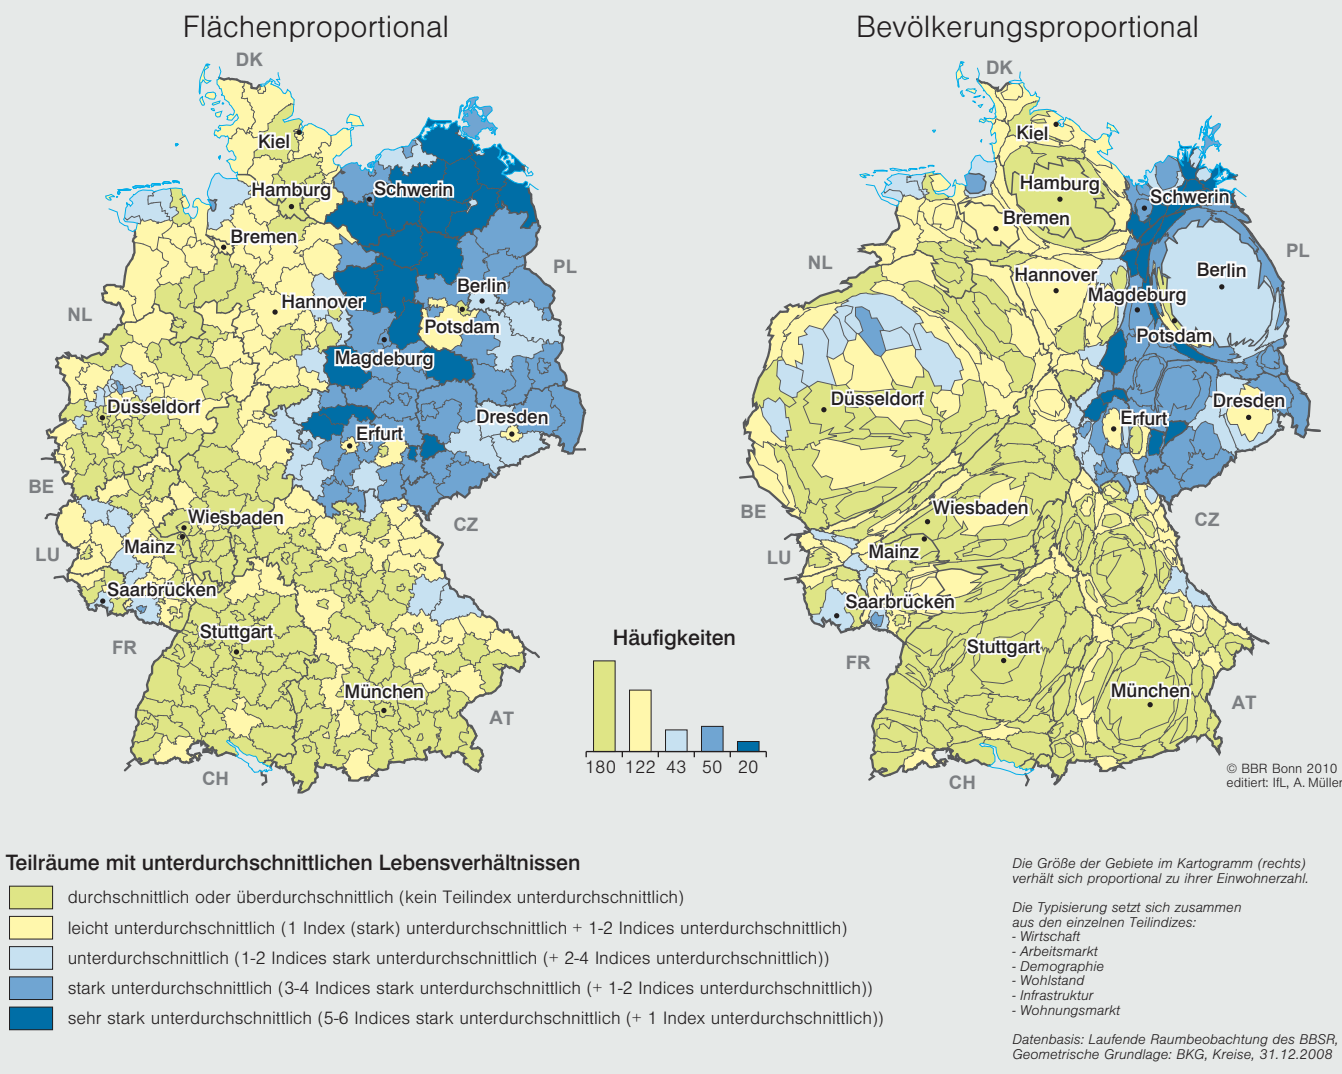 Flächenproportional
DK
Kiel
Hamburg
Schwerin
Bremen
PL
Berlin
Hannover
NL
Potsdam
Magdeburg
Düsseldorf
Dresden
Erfurt
BE
Wiesbaden
CZ
Mainz
LU
Saarbrücken
Stuttgart
FR
München
AT
CH
Bevölkerungsproportional
DK
Kiel
Hamburg
Schwerin
Bremen
PL
NL
Berlin
Hannover
Magdeburg
Potsdam
Düsseldorf
Dresden
Erfurt
BE
Wiesbaden
CZ
Mainz
LU
Saarbrücken
Stuttgart
FR
München
AT
CH
Häufigkeiten
180 122 43 50 20
© BBR Bonn 2010
editiert: IfL, A. Müller
Teilräume mit unterdurchschnittlichen Lebensverhältnissen
durchschnittlich oder überdurchschnittlich (kein Teilindex unterdurchschnittlich)
leicht unterdurchschnittlich (1 Index (stark) unterdurchschnittlich + 1-2 Indices unterdurchschnittlich)
unterdurchschnittlich (1-2 Indices stark unterdurchschnittlich (+ 2-4 Indices unterdurchschnittlich))
stark unterdurchschnittlich (3-4 Indices stark unterdurchschnittlich (+ 1-2 Indices unterdurchschnittlich))
sehr stark unterdurchschnittlich (5-6 Indices stark unterdurchschnittlich (+ 1 Index unterdurchschnittlich))
Die Größe der Gebiete im Kartogramm (rechts)
verhält sich proportional zu ihrer Einwohnerzahl.
Die Typisierung setzt sich zusammen
aus den einzelnen Teilindizes:
- Wirtschaft
- Arbeitsmarkt
- Demographie
- Wohlstand
- Infrastruktur
- Wohnungsmarkt
Datenbasis: Laufende Raumbeobachtung des BBSR,
Geometrische Grundlage: BKG, Kreise, 31.12.2008